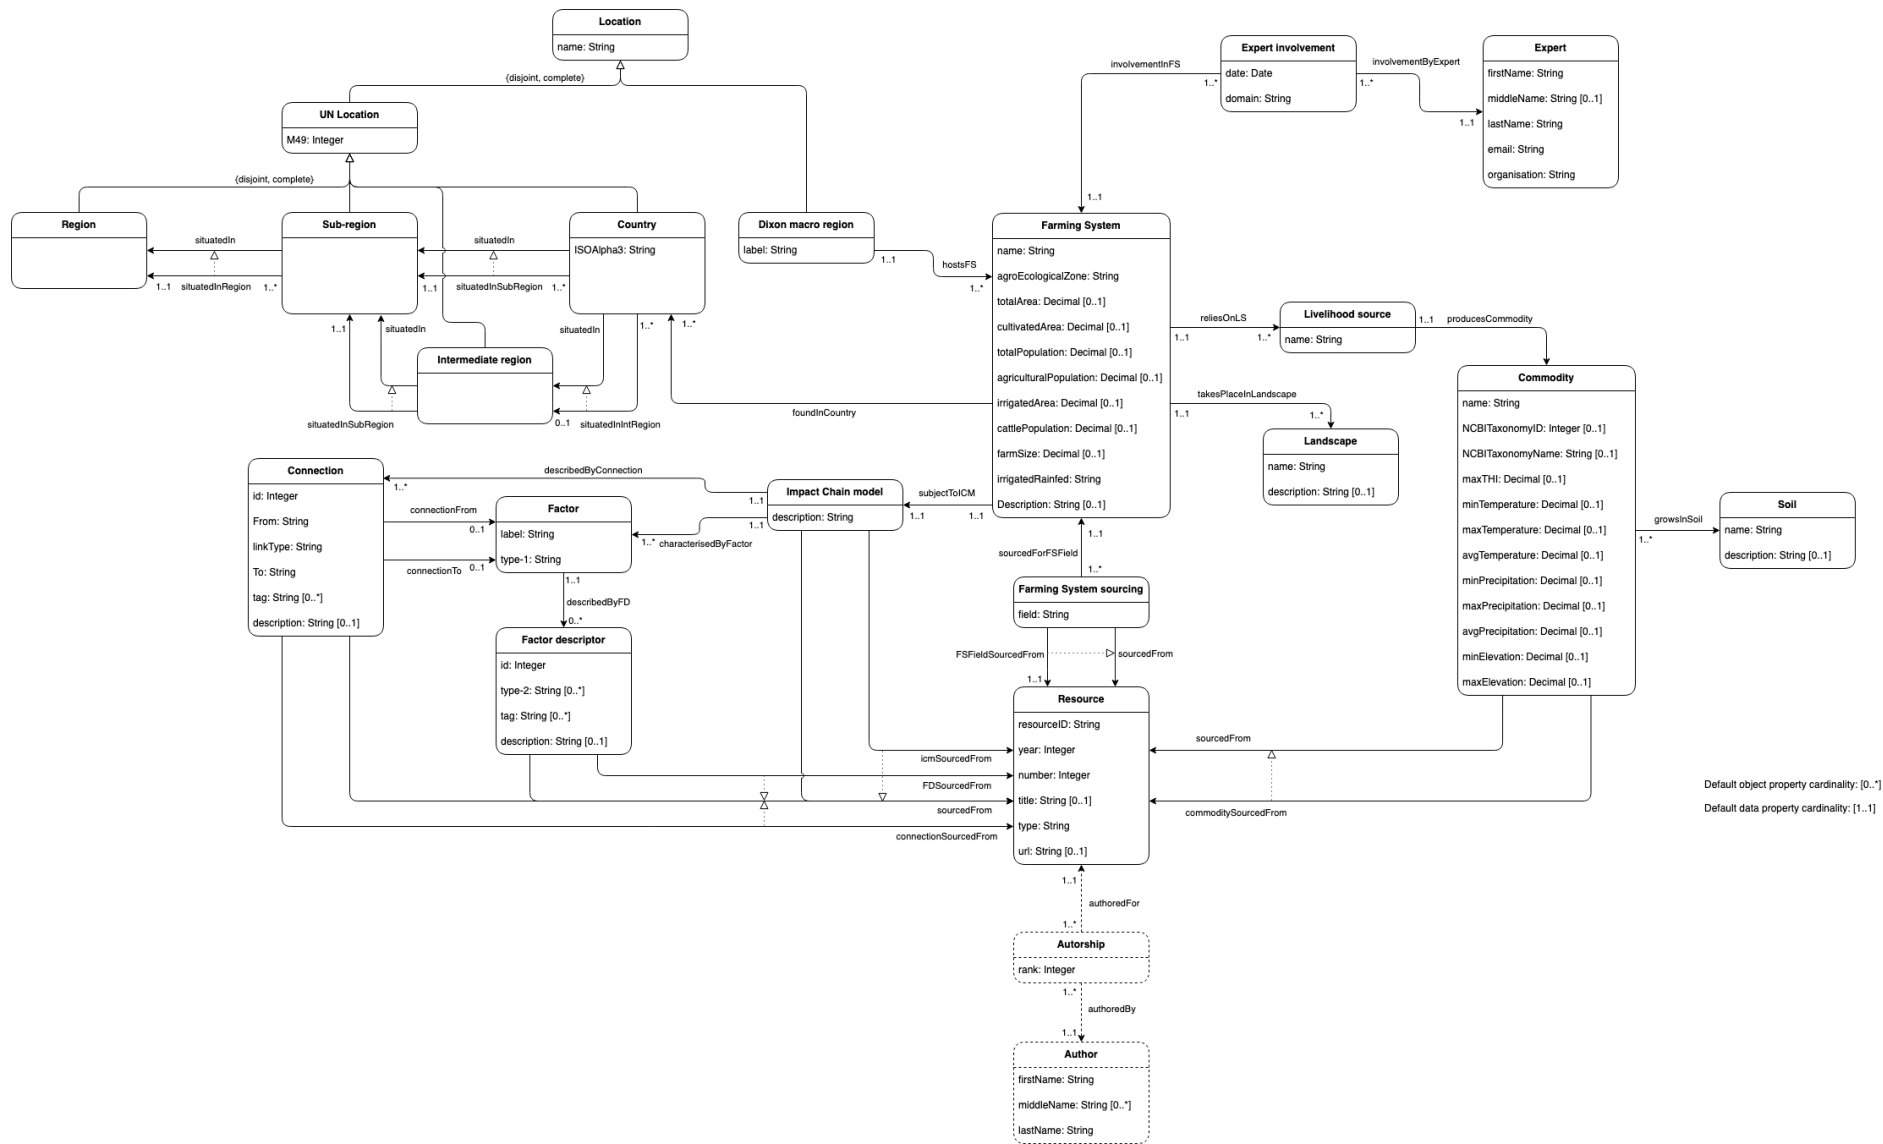 Location
name: String
{disjoint, complete}
UN Location
M49: Integer
{disjoint, complete}
Region
situatedIn
1..1
situatedInRegion
1..*
Sub-region
situatedIn
1..1
situatedInSubRegion
1..*
Country
ISOAlpha3: String
1..1
situatedIn
situatedIn
1..*
1..*
Intermediate region
situatedInSubRegion
0..1
situatedInIntRegion
Dixon macro region
label: String
1..1
hostsFS
1..*
foundInCountry
Expert involvement
date: Date
domain: String
involvementInFS
1..*
1..1
involvementByExpert
1..*
1..1
Expert
firstName: String
middleName: String [0..1]
lastName: String
email: String
organisation: String
Farming System
name: String
agroEcologicalZone: String
totalArea: Decimal [0..1]
cultivatedArea: Decimal [0..1]
totalPopulation: Decimal [0..1]
agriculturalPopulation: Decimal [0..1]
irrigatedArea: Decimal [0..1]
cattlePopulation: Decimal [0..1]
farmSize: Decimal [0..1]
irrigatedRainfed: String
Description: String [0..1]
reliesOnLS
1..1
1..*
Livelihood source
name: String
1..1
producesCommodity
takesPlaceInLandscape
1..1
1..*
Landscape
name: String
description: String [0..1]
Commodity
name: String
NCBITaxonomyID: Integer [0..1]
NCBITaxonomyName: String [0..1]
maxTHI: Decimal [0..1]
minTemperature: Decimal [0..1]
maxTemperature: Decimal [0..1]
avgTemperature: Decimal [0..1]
minPrecipitation: Decimal [0..1]
maxPrecipitation: Decimal [0..1]
avgPrecipitation: Decimal [0..1]
minElevation: Decimal [0..1]
maxElevation: Decimal [0..1]
growsInSoil
1..*
Soil
name: String
description: String [0..1]
Connection
id: Integer
From: String
linkType: String
To: String
tag: String [0..*]
description: String [0..1]
describedByConnection
1..*
1..1
connectionFrom
0..1
connectionTo
0..1
Factor
label: String
type-1: String
1..1
1..*
characterisedByFactor
Impact Chain model
description: String
subjectToICM
1..1
1..1
1..1
describedByFD
0..*
Factor descriptor
id: Integer
type-2: String [0..*]
tag: String [0..*]
description: String [0..1]
1..1
sourcedForFSField
1..*
Farming System sourcing
field: String
FSFieldSourcedFrom
sourcedFrom
1..1
Resource
resourceID: String
year: Integer
number: Integer
title: String [0..1]
type: String
url: String [0..1]
icmSourcedFrom
FDSourcedFrom
sourcedFrom
connectionSourcedFrom
sourcedFrom
commoditySourcedFrom
Default object property cardinality: [0..*]
Default data property cardinality: [1..1]
1..1
authoredFor
1..*
Autorship
rank: Integer
1..*
authoredBy
1..1
Author
firstName: String
middleName: String [0..*]
lastName: String